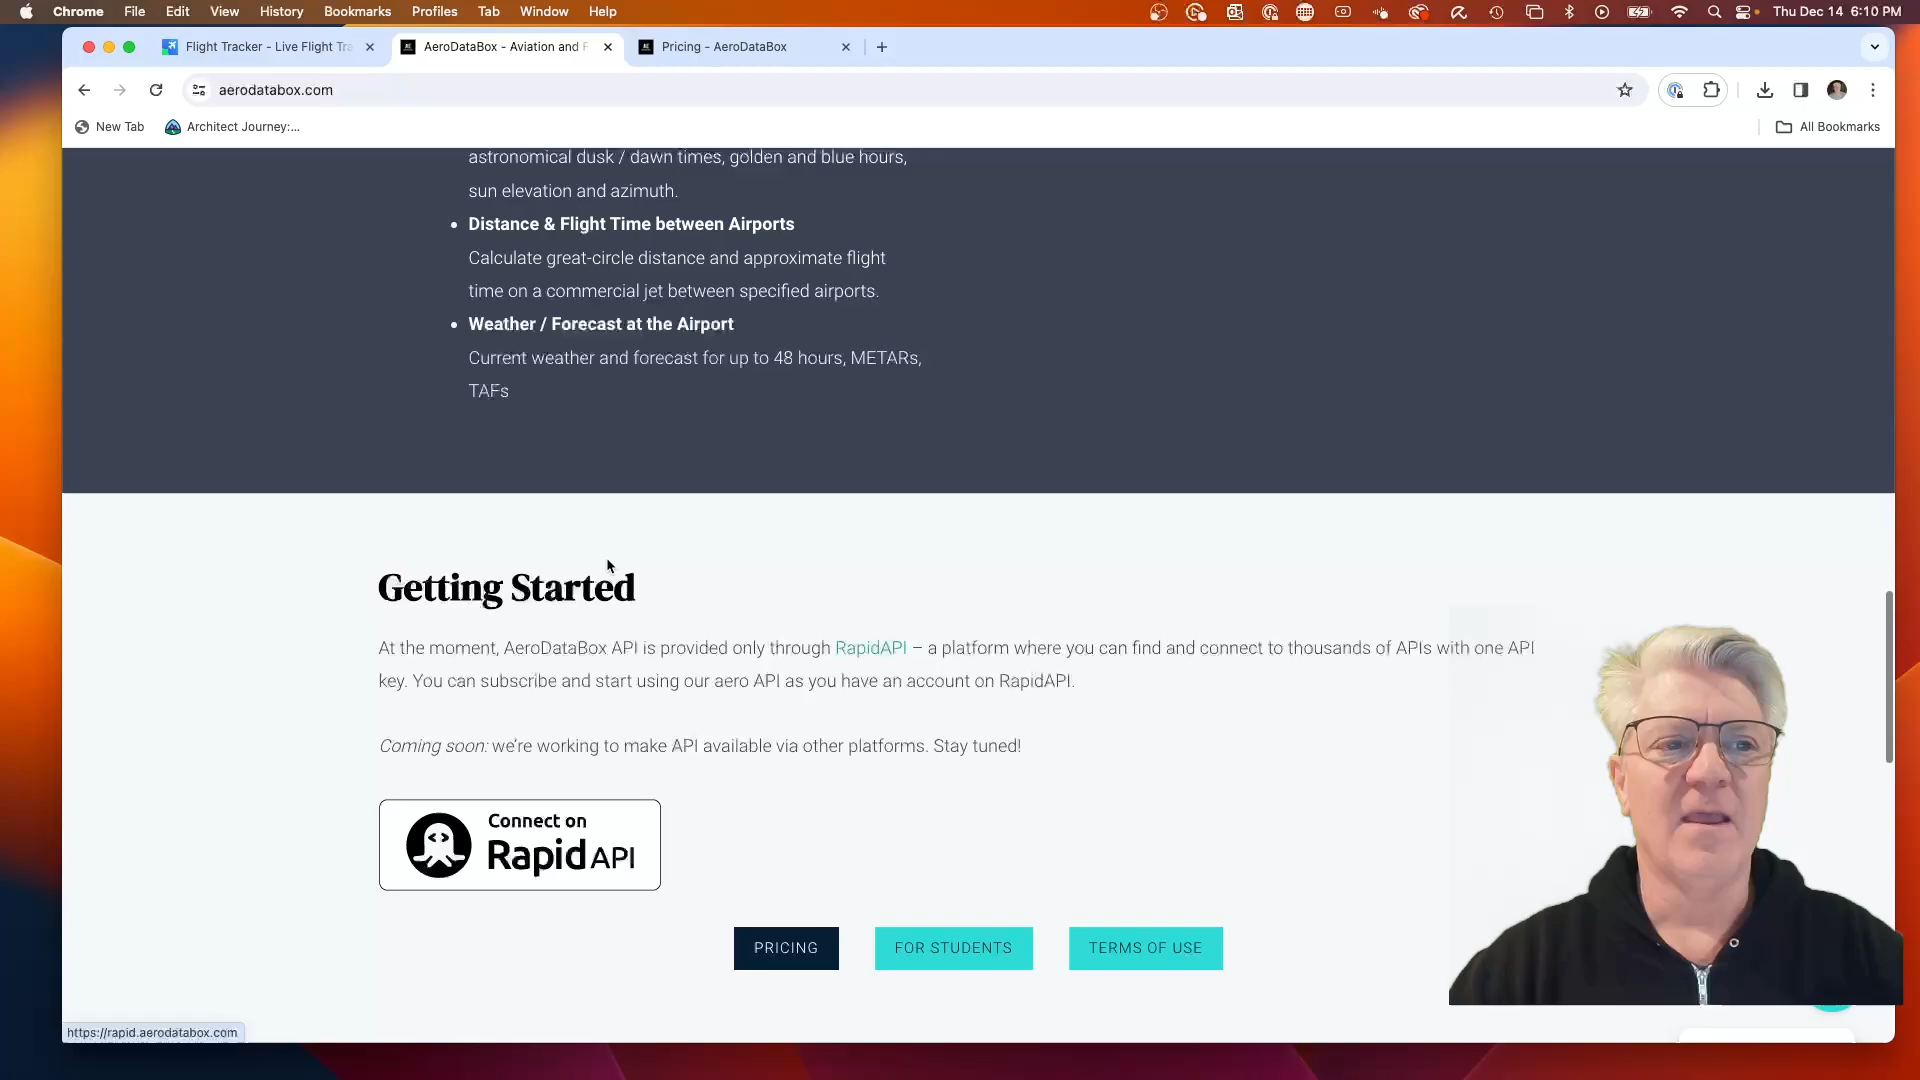 Chrome File Edit View History Bookmarks Profiles Tab Window Help Thu Dec 14 6:10 PM
Flight Tracker - Live Flight Tra AeroDataBox - Aviation and F Pricing - AeroDataBox
aerodatabox.com
New Tab Architect Journey:... All Bookmarks
astronomical dusk / dawn times, golden and blue hours,
sun elevation and azimuth.
• Distance & Flight Time between Airports
Calculate great-circle distance and approximate flight
time on a commercial jet between specified airports.
• Weather / Forecast at the Airport
Current weather and forecast for up to 48 hours, METARs,
TAFs
Getting Started
At the moment, AeroDataBox API is provided only through RapidAPI – a platform where you can find and connect to thousands of APIs with one API
key. You can subscribe and start using our aero API as you have an account on RapidAPI.
Coming soon: we're working to make API available via other platforms. Stay tuned!
Connect on
Rapid API
PRICING FOR STUDENTS TERMS OF USE
https://rapid.aerodatabox.com